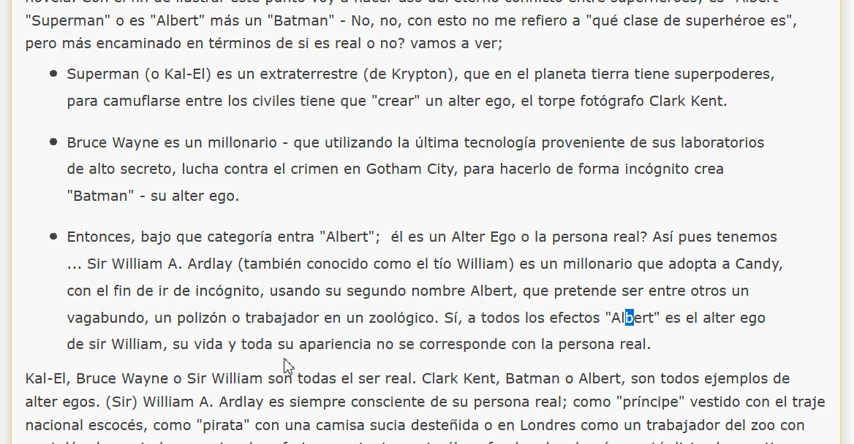 "Superman" o es "Albert" más un "Batman" - No, no, con esto no me refiero a "qué clase de superhéroe es",
pero más encaminado en términos de si es real o no? vamos a ver;
Superman (o Kal-El) es un extraterrestre (de Krypton), que en el planeta tierra tiene superpoderes,
para camuflarse entre los civiles tiene que "crear" un alter ego, el torpe fotógrafo Clark Kent.
Bruce Wayne es un millonario - que utilizando la última tecnología proveniente de sus laboratorios
de alto secreto, lucha contra el crimen en Gotham City, para hacerlo de forma incógnito crea
"Batman" - su alter ego.
Entonces, bajo que categoría entra "Albert";  él es un Alter Ego o la persona real? Así pues tenemos
... Sir William A. Ardlay (también conocido como el tío William) es un millonario que adopta a Candy,
con el fin de ir de incógnito, usando su segundo nombre Albert, que pretende ser entre otros un
vagabundo, un polizón o trabajador en un zoológico. Sí, a todos los efectos "Albert" es el alter ego
de sir William, su vida y toda su apariencia no se corresponde con la persona real.
Kal-El, Bruce Wayne o Sir William son todas el ser real. Clark Kent, Batman o Albert, son todos ejemplos de
alter egos. (Sir) William A. Ardlay es siempre consciente de su persona real; como "príncipe" vestido con el traje
nacional escocés, como "pirata" con una camisa sucia desteñida o en Londres como un trabajador del zoo con